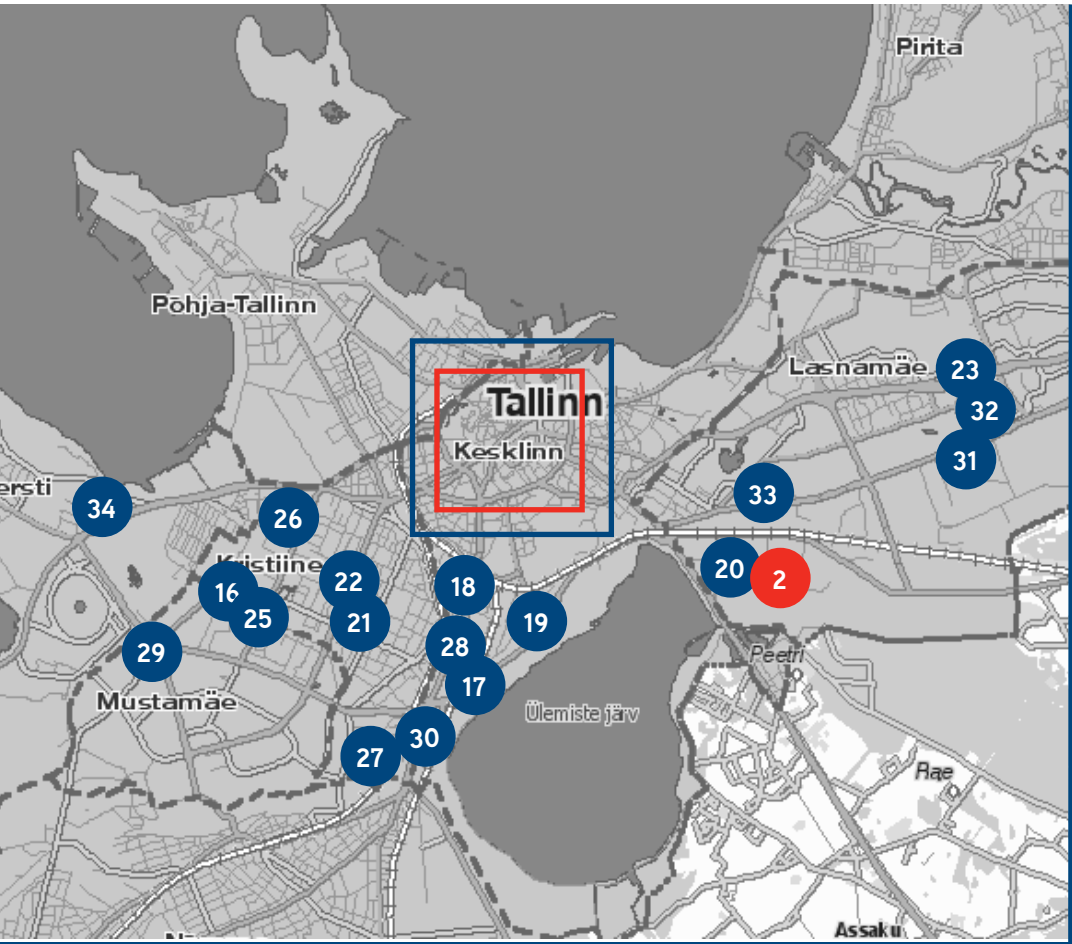 Pirita
Põhja-Tallinn
Lasnamäe
23
Tallinn
32
Kesklinn
31
ersti
33
34
26
Kristiine
20
2
22
18
16
25
21
19
28
29
Peetri
17
Mustamäe
Ülemiste järv
30
27
Rae
Assaku